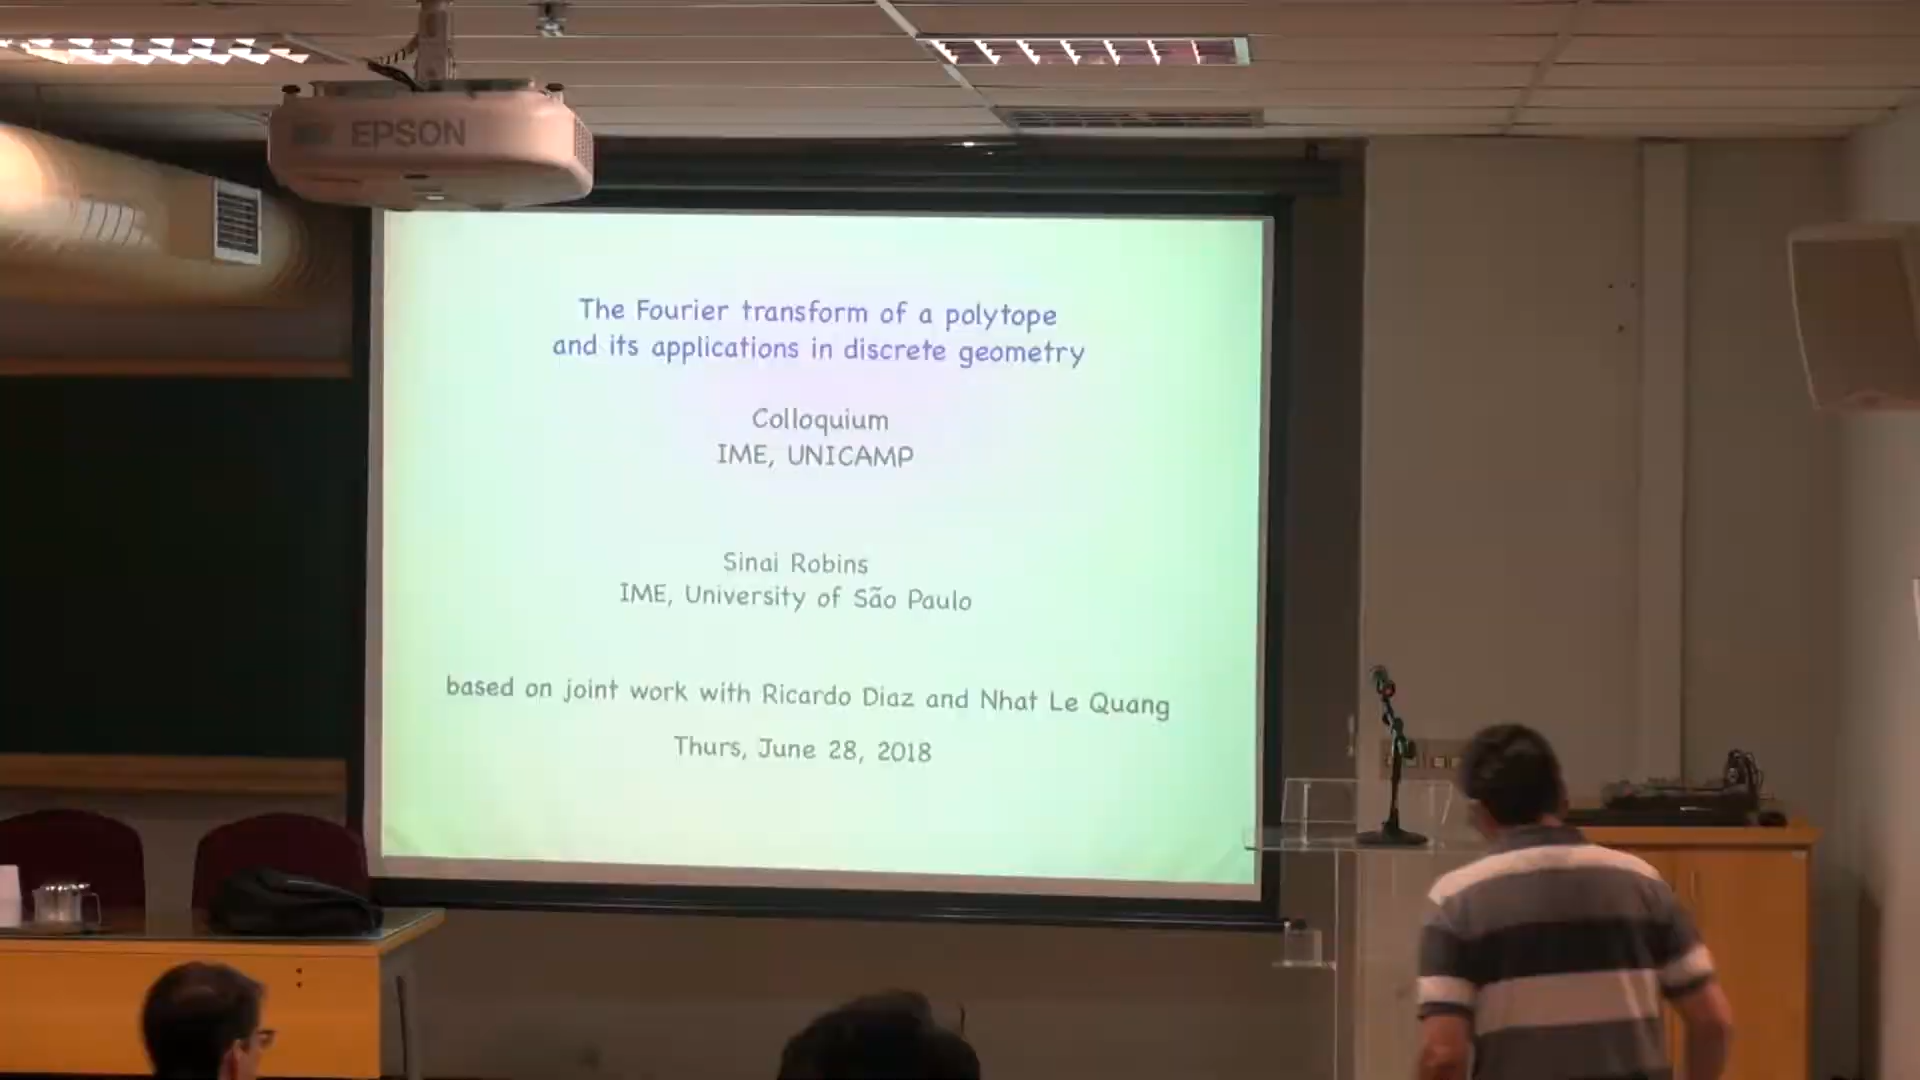 EPSON
The Fourier transform of a polytope
and its applications in discrete geometry
Colloquium
IME, UNICAMP
Sinai Robins
IME, University of São Paulo
based on joint work with Ricardo Diaz and Nhat Le Quang
Thurs, June 28, 2018